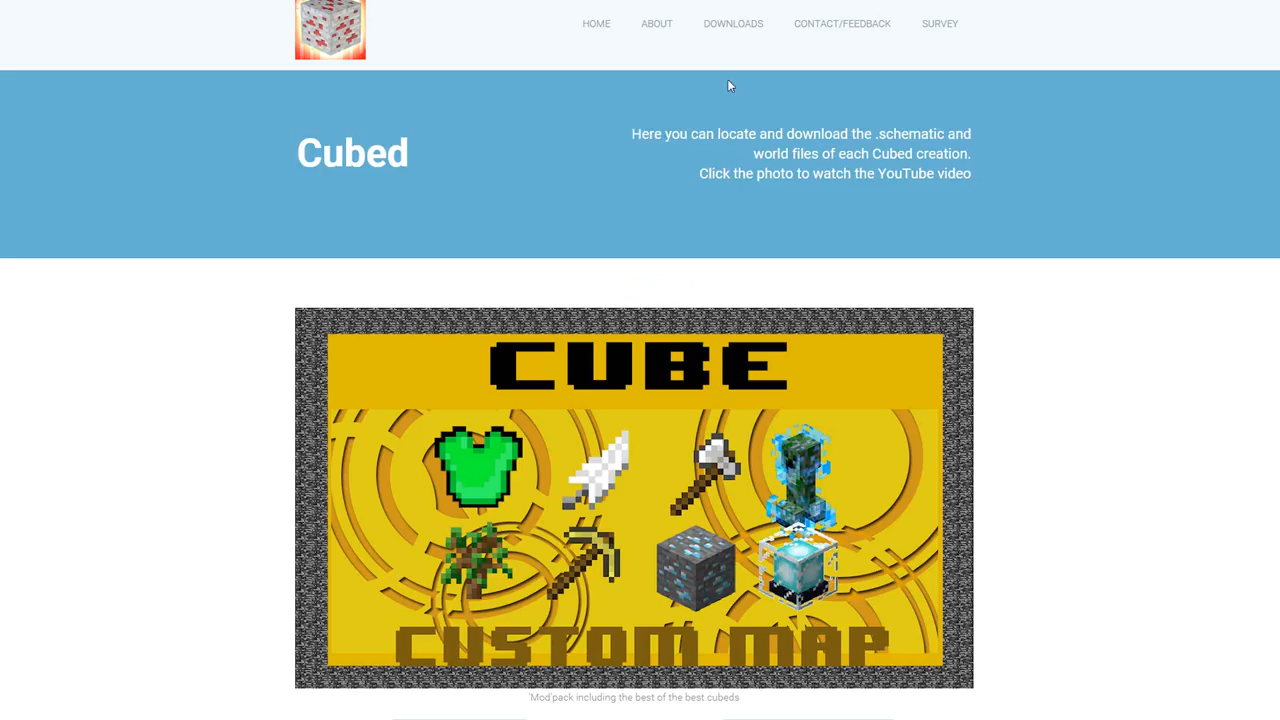 HOME ABOUT DOWNLOADS CONTACT/FEEDBACK SURVEY
Cubed
Here you can locate and download the .schematic and
world files of each Cubed creation.
Click the photo to watch the YouTube video
CUBE
CUSTOM MAP
'Mod'pack including the best of the best cubeds